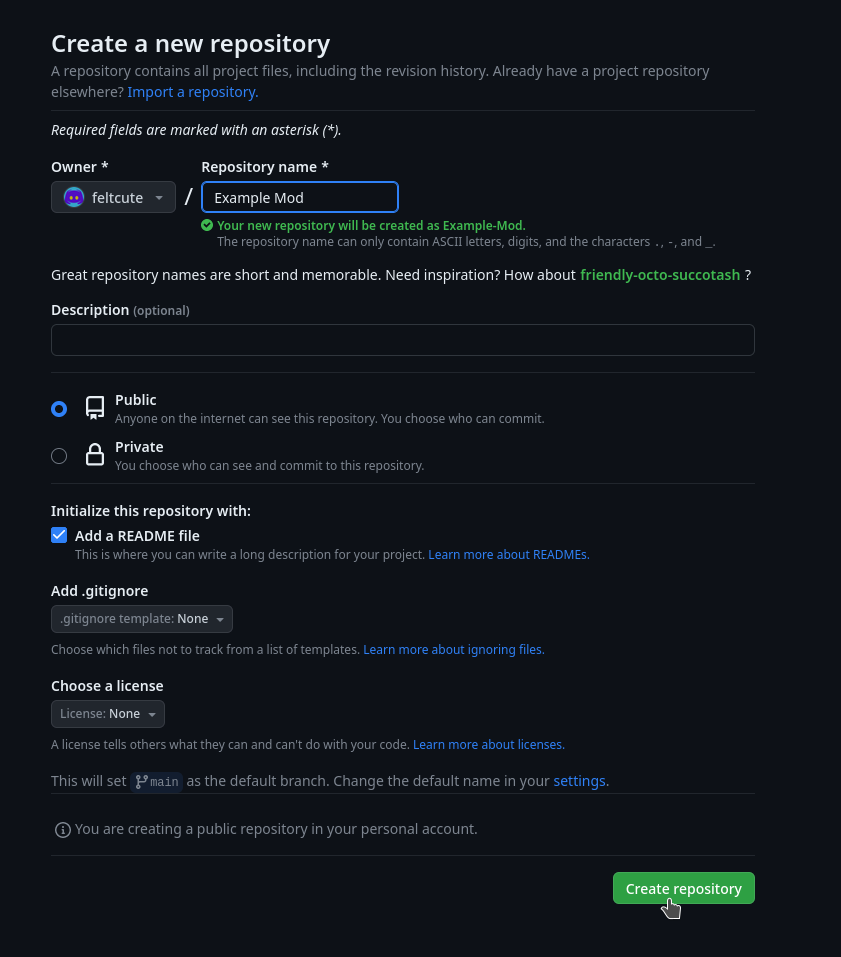 Create a new repository
A repository contains all project files, including the revision history. Already have a project repository
elsewhere? Import a repository.
Required fields are marked with an asterisk (*).
Owner * Repository name *
feltcute / Example Mod
Your new repository will be created as Example-Mod.
The repository name can only contain ASCII letters, digits, and the characters ., -, and _.
Great repository names are short and memorable. Need inspiration? How about friendly-octo-succotash ?
Description (optional)
Public
Anyone on the internet can see this repository. You choose who can commit.
Private
You choose who can see and commit to this repository.
Initialize this repository with:
Add a README file
This is where you can write a long description for your project. Learn more about READMEs.
Add .gitignore
.gitignore template: None
Choose which files not to track from a list of templates. Learn more about ignoring files.
Choose a license
License: None
A license tells others what they can and can't do with your code. Learn more about licenses.
This will set main as the default branch. Change the default name in your settings.
You are creating a public repository in your personal account.
Create repository